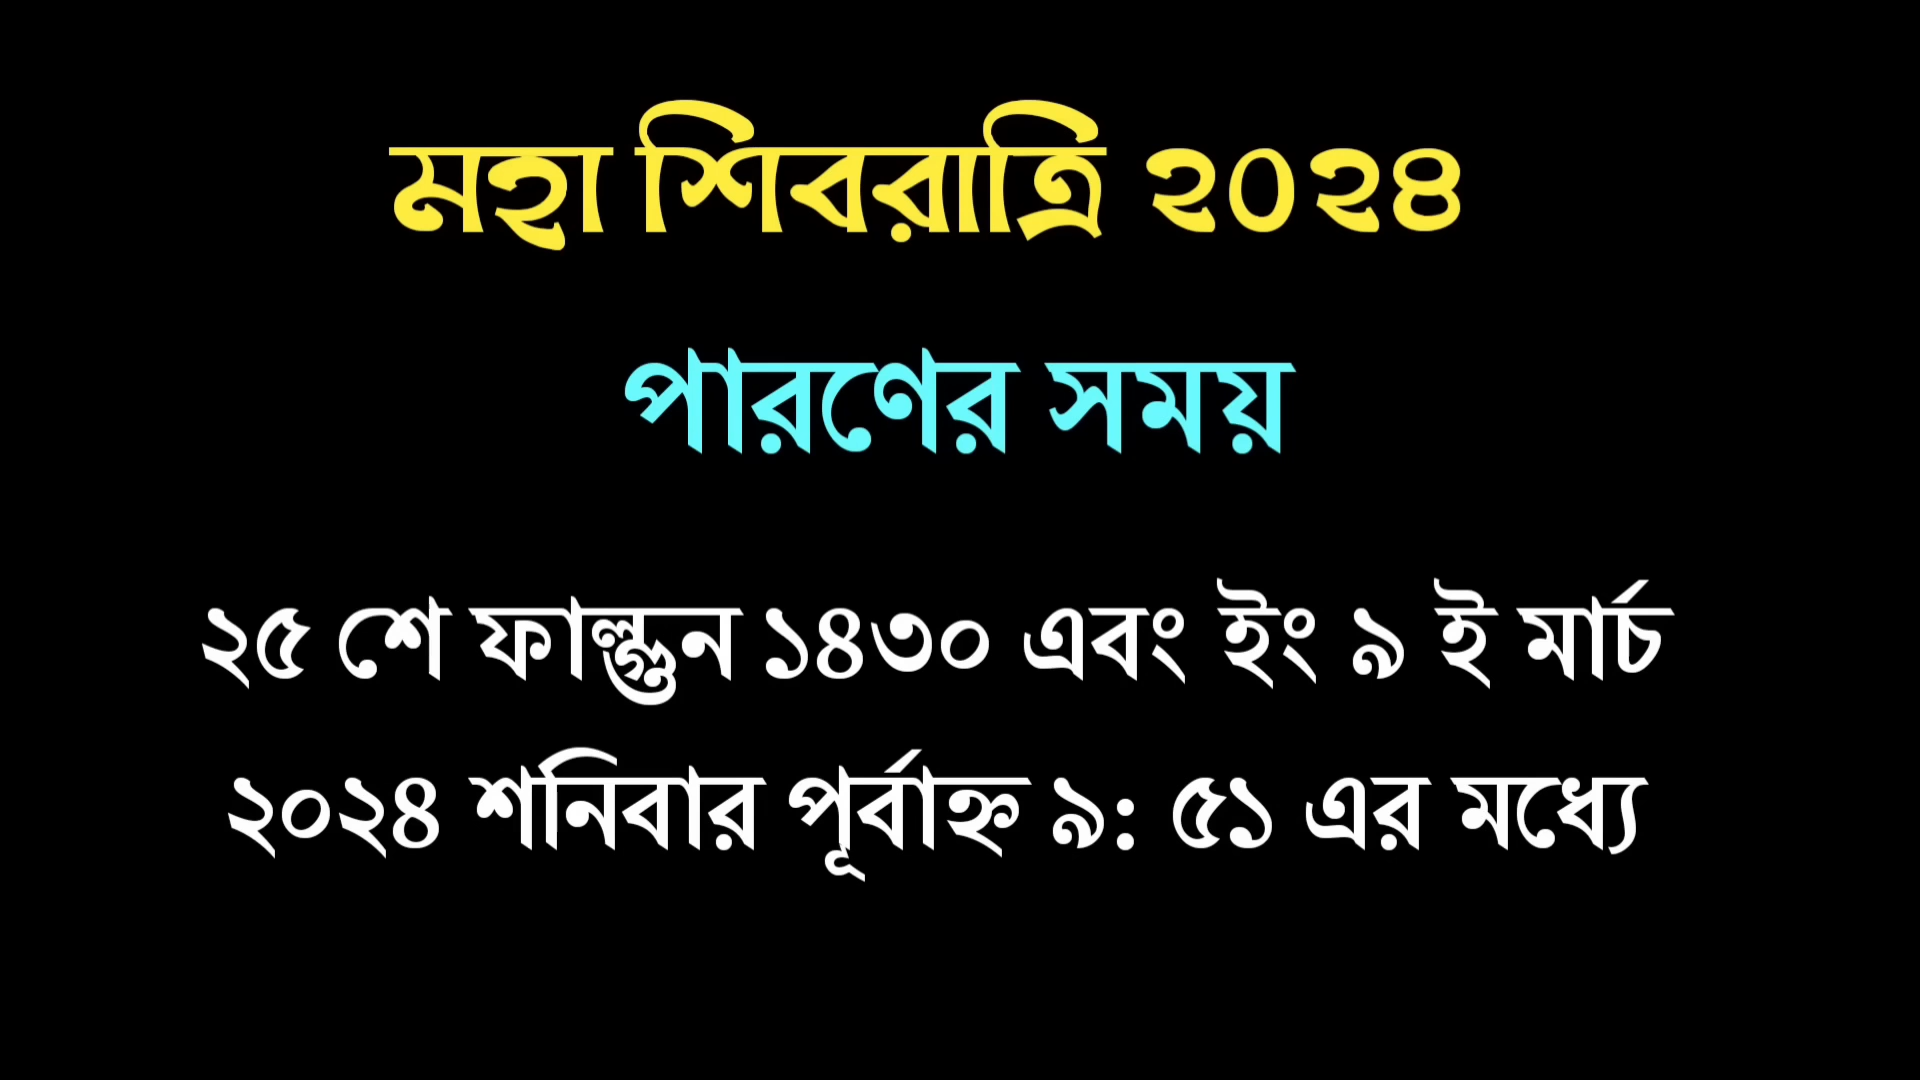 মহা শিবরাত্রি ২০২৪
পারণের সময়
২৫ শে ফাল্গুন ১৪৩০ এবং ইং ৯ ই মার্চ
২০২৪ শনিবার পূর্বাহ্ন ৯: ৫১ এর মধ্যে